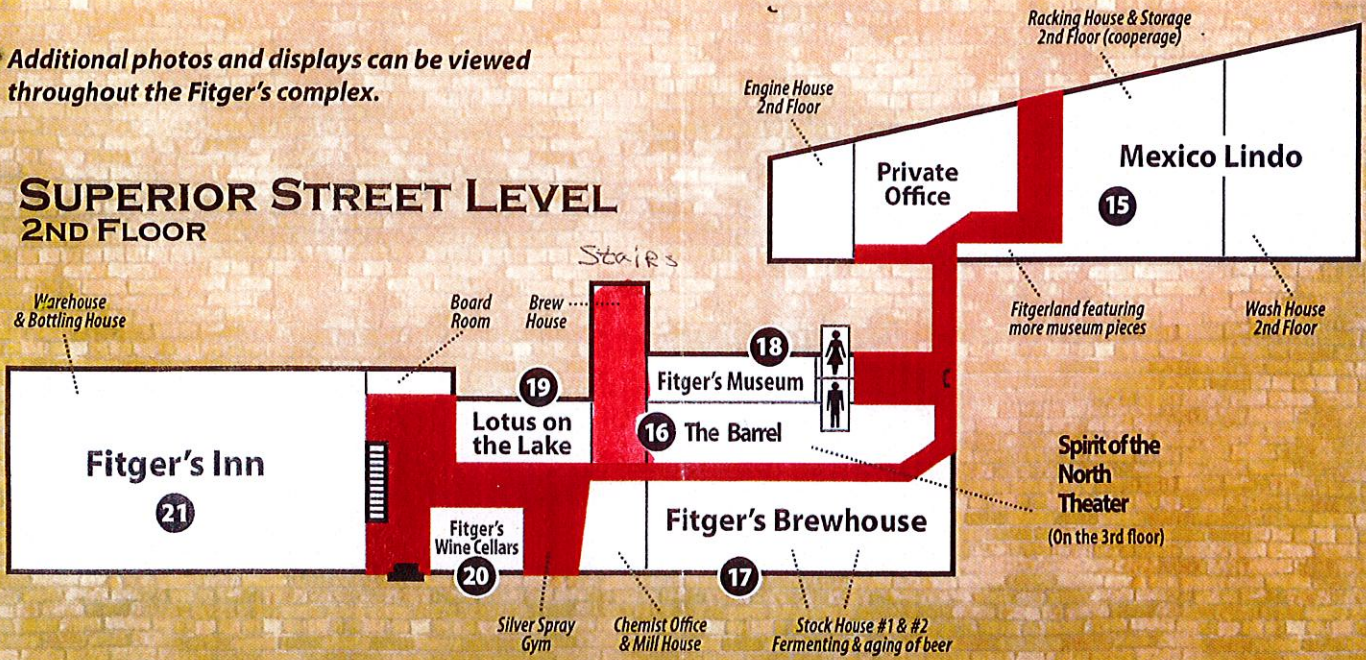 Additional photos and displays can be viewed
throughout the Fitger's complex.
SUPERIOR STREET LEVEL
2ND FLOOR
Racking House & Storage
2nd Floor (cooperage)
Engine House
2nd Floor
Private
Office
Mexico Lindo
15
Stairs
Warehouse
& Bottling House
Board
Room
Brew
House
Fitgerland featuring
more museum pieces
Wash House
2nd Floor
18
Fitger's Museum
19
Lotus on
the Lake
16 The Barrel
Spirit of the
North
Theater
(On the 3rd floor)
Fitger's Inn
21
Fitger's
Wine Cellars
20
Fitger's Brewhouse
17
Silver Spray
Gym
Chemist Office
& Mill House
Stock House #1 & #2
Fermenting & aging of beer